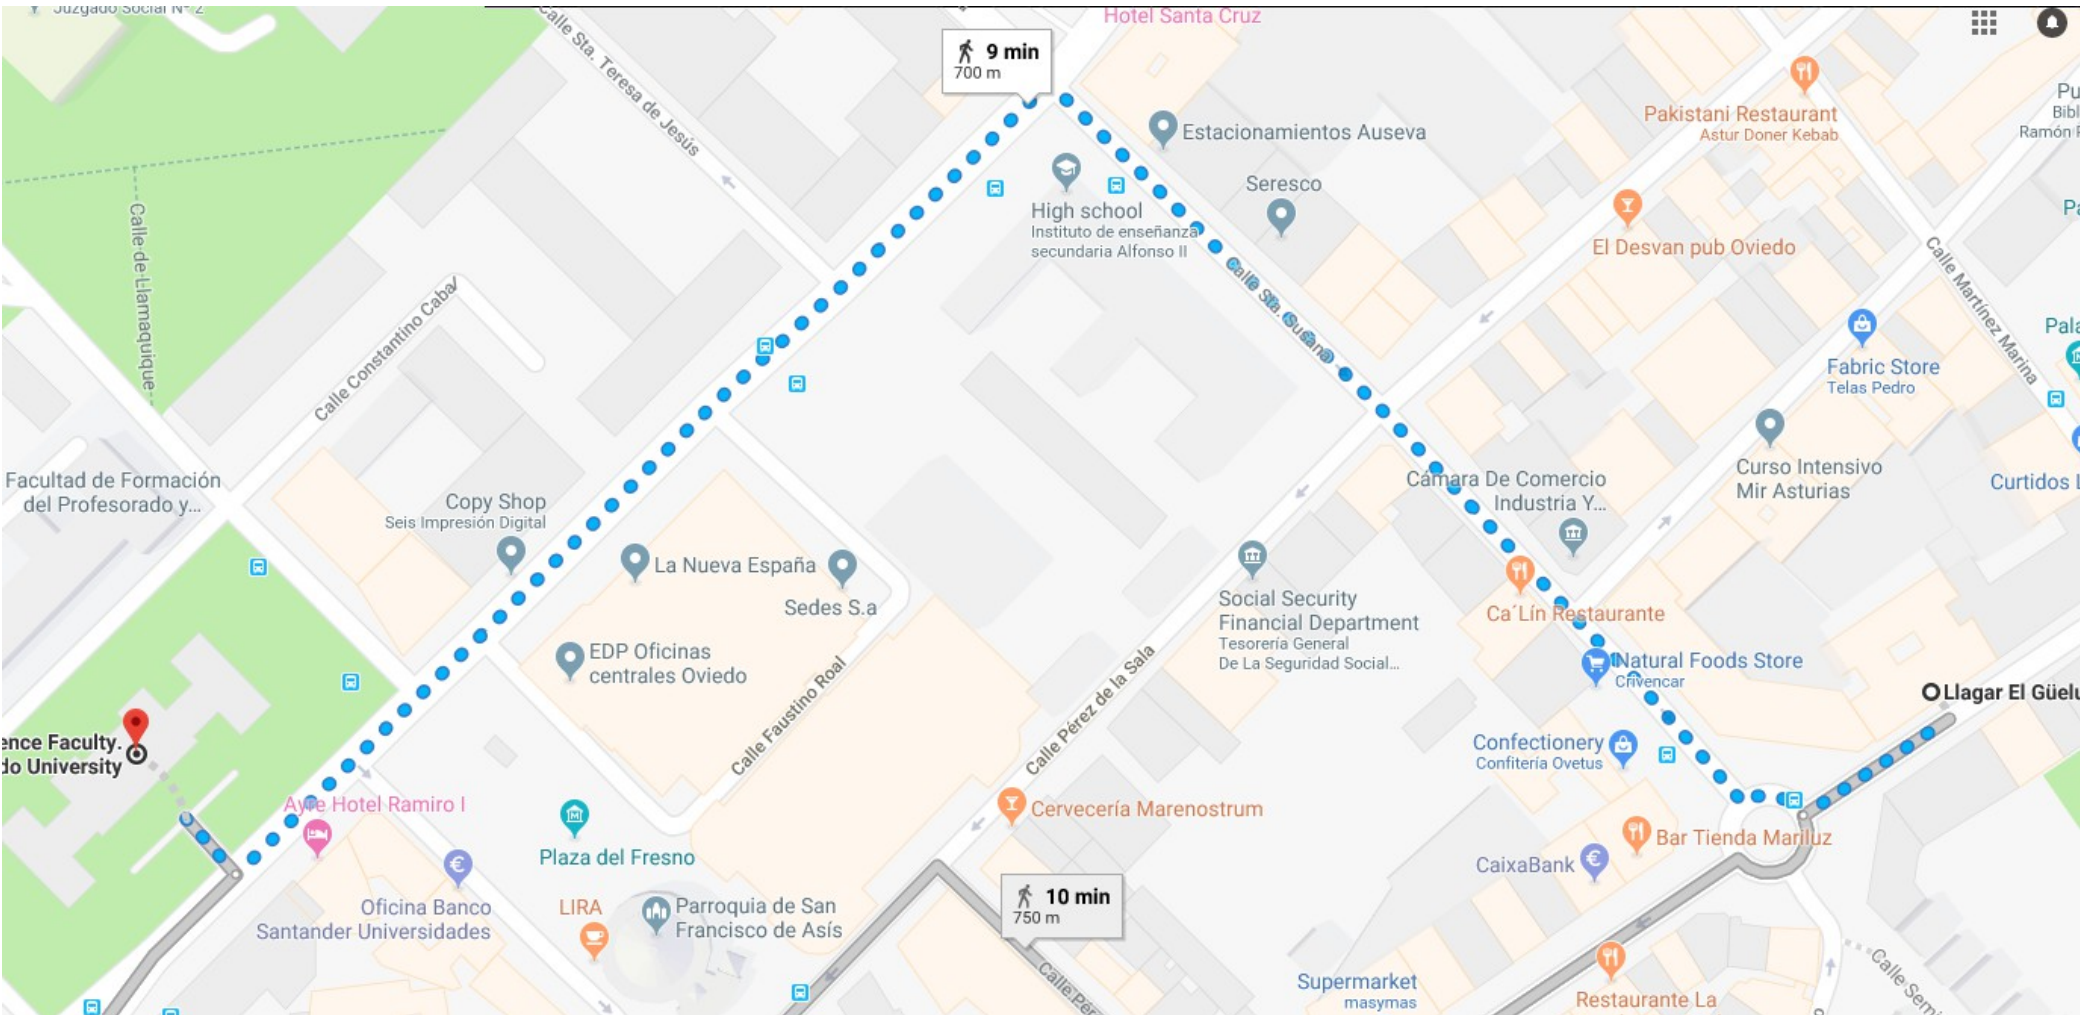 Juzgado Social Nº 2
Calle Sta. Teresa de Jesús
Hotel Santa Cruz
9 min
700 m
Estacionamientos Auseva
Pakistani Restaurant
Astur Doner Kebab
Ramón
High school
Instituto de enseñanza
secundaria Alfonso II
Seresco
El Desvan pub Oviedo
Calle de Llamaquique
Calle Constantino Cabal
Calle Sta. Susana
Calle Martínez Marina
Fabric Store
Telas Pedro
Facultad de Formación
del Profesorado y...
Copy Shop
Seis Impresión Digital
Cámara De Comercio
Industria Y...
Curso Intensivo
Mir Asturias
Curtidos
La Nueva España
Sedes S.a
Social Security
Financial Department
Tesorería General
De La Seguridad Social...
Ca´Lín Restaurante
EDP Oficinas
centrales Oviedo
Calle Faustino Roal
Calle Pérez de la Sala
Natural Foods Store
Crivencar
Llagar El Güelu
ence Faculty.
do University
Confectionery
Confitería Ovetus
Ayre Hotel Ramiro I
Cervecería Marenostrum
Bar Tienda Mariluz
Plaza del Fresno
CaixaBank
10 min
750 m
Oficina Banco
Santander Universidades
LIRA
Parroquia de San
Francisco de Asís
Supermarket
masymas
Restaurante La
Calle Pér
Calle Semi